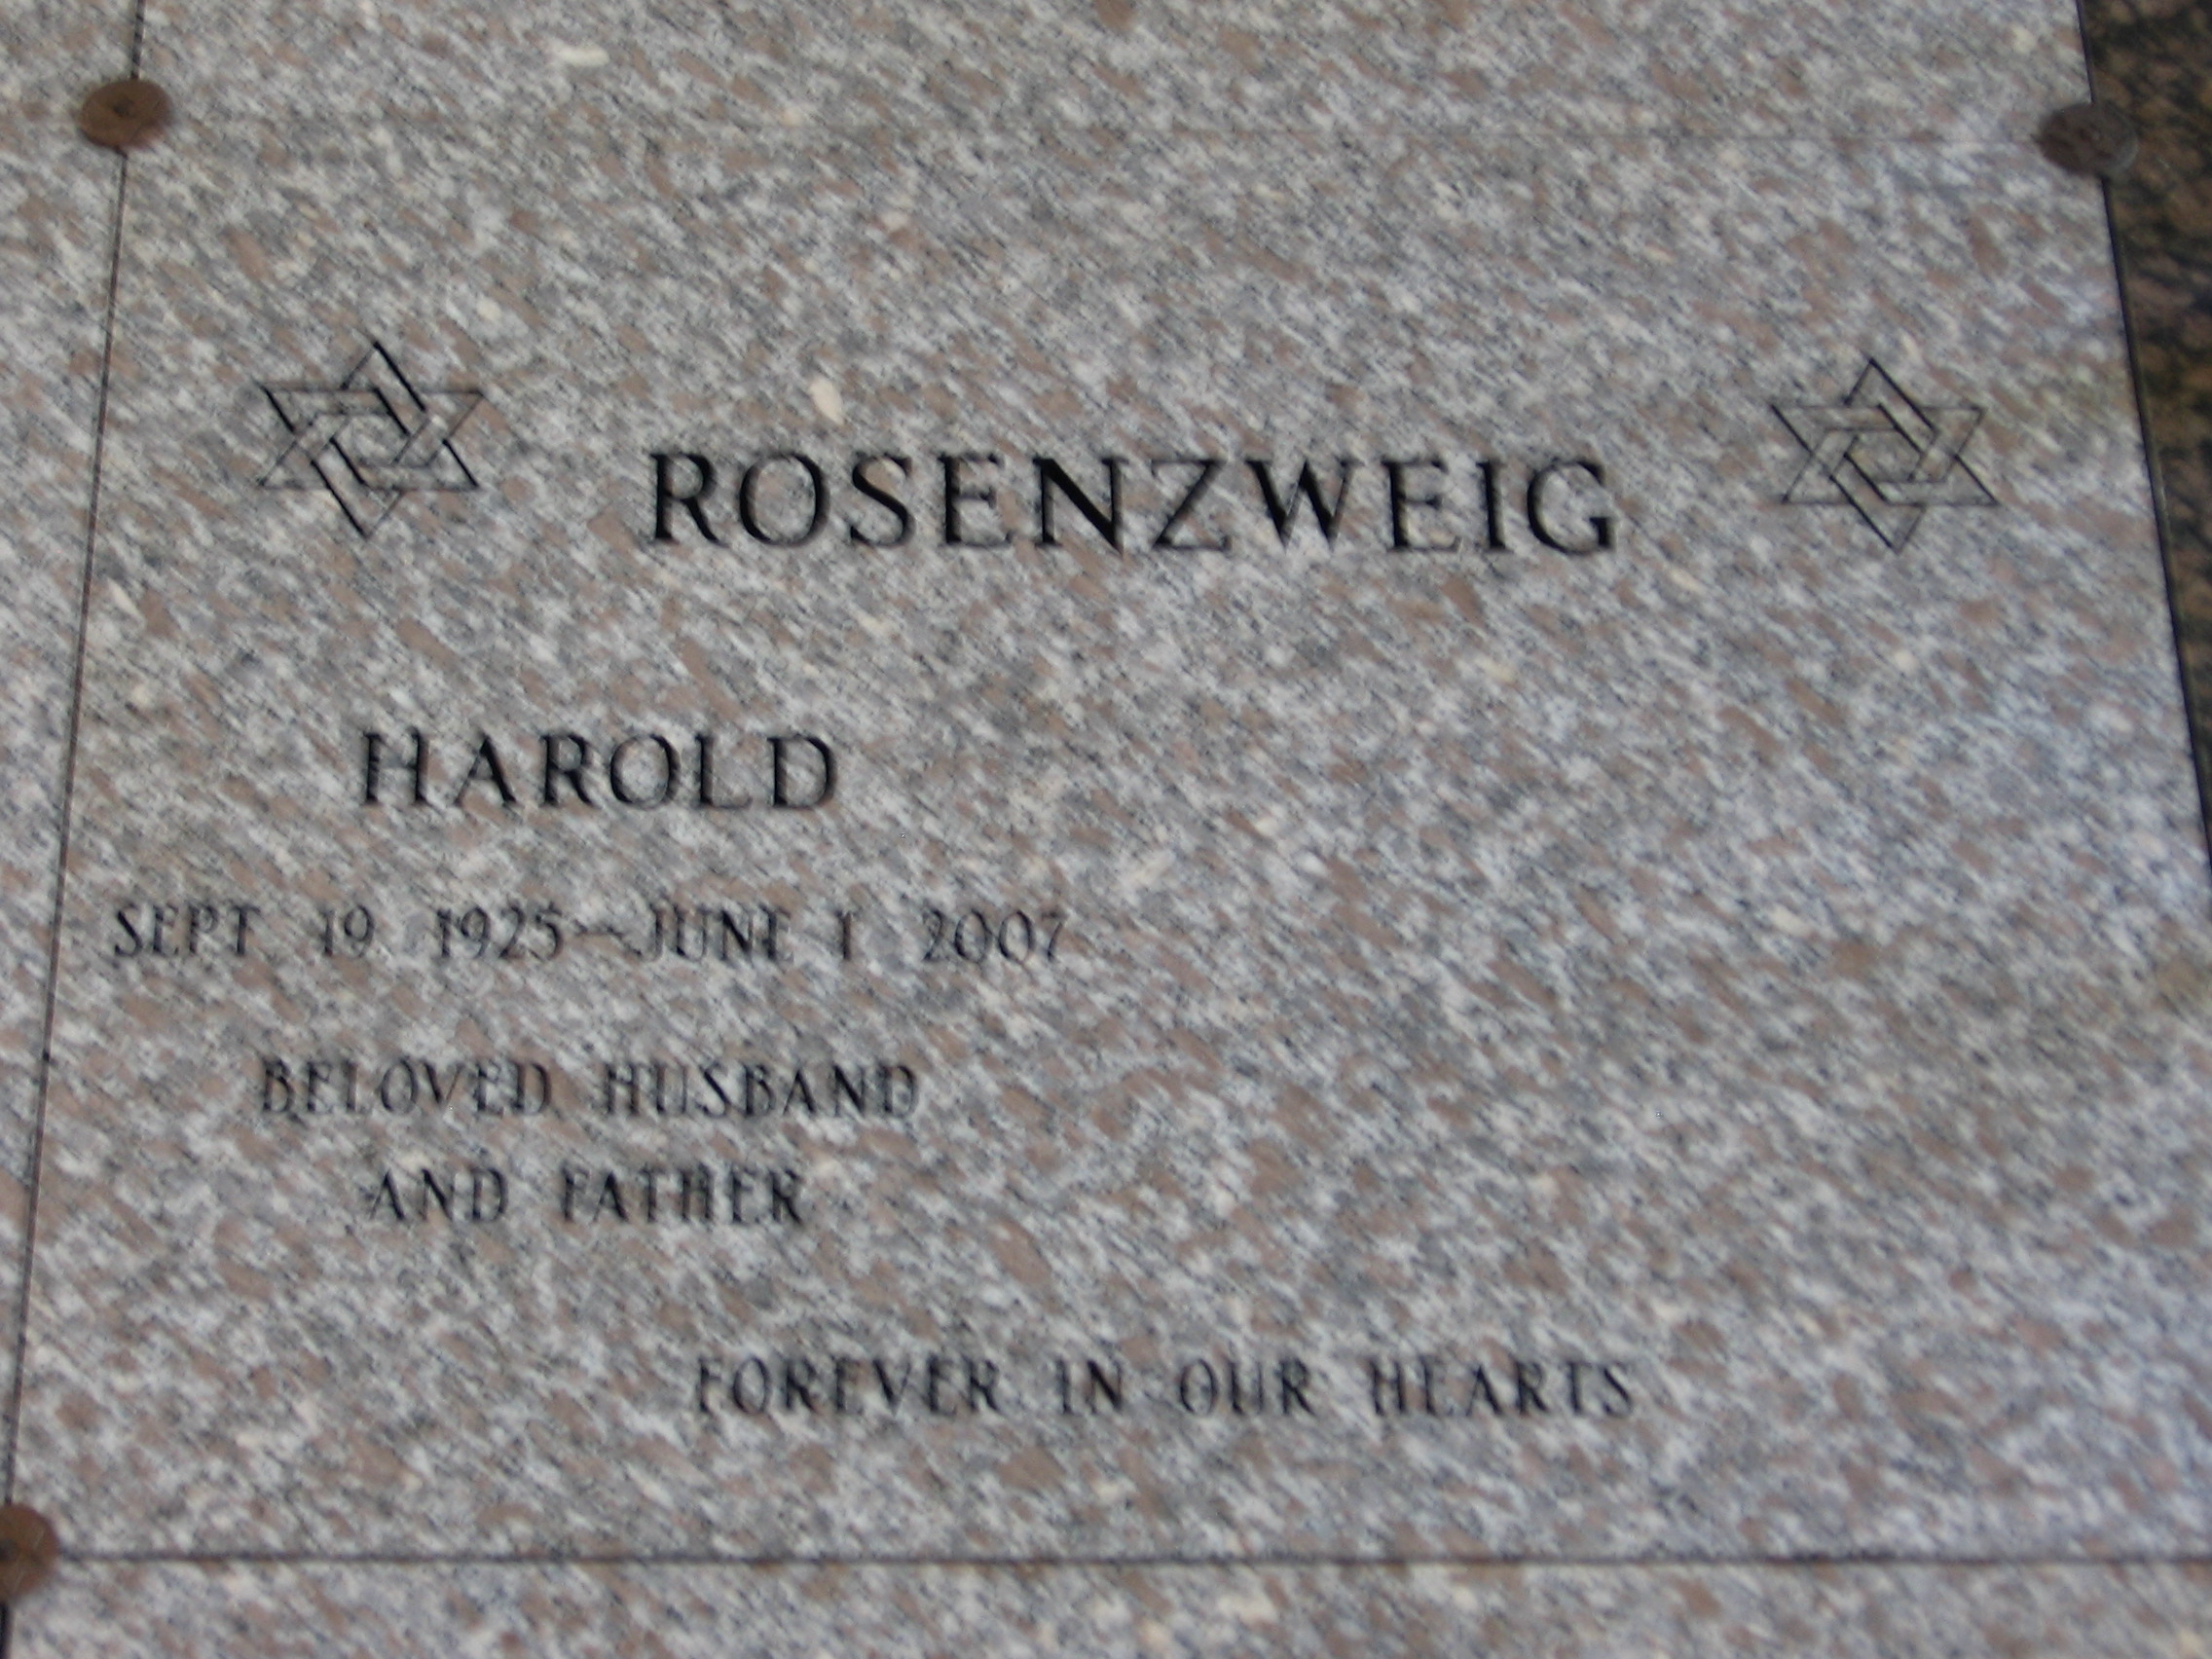 ROSENZWEIG
HAROLD
SEPT 19 1925–JUNE 1 2007
BELOVED HUSBAND
AND FATHER
FOREVER IN OUR HEARTS